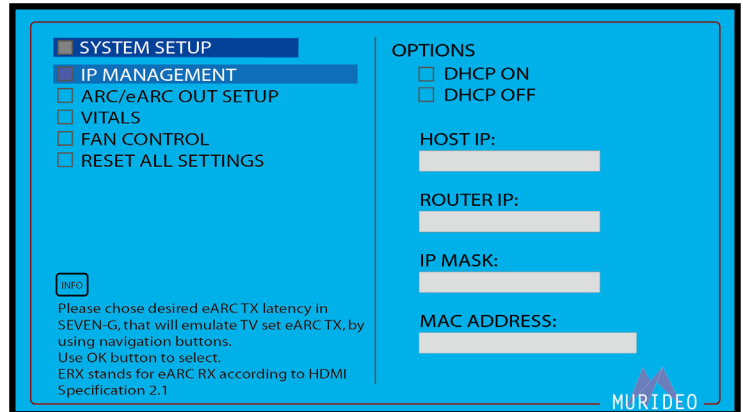 SYSTEM SETUP
IP MANAGEMENT
ARC/eARC OUT SETUP
VITALS
FAN CONTROL
RESET ALL SETTINGS
INFO
Please chose desired eARC TX latency in
SEVEN-G, that will emulate TV set eARC TX, by
using navigation buttons.
Use OK button to select.
ERX stands for eARC RX according to HDMI
Specification 2.1
OPTIONS
DHCP ON
DHCP OFF
HOST IP:
ROUTER IP:
IP MASK:
MAC ADDRESS:
MURIDEO